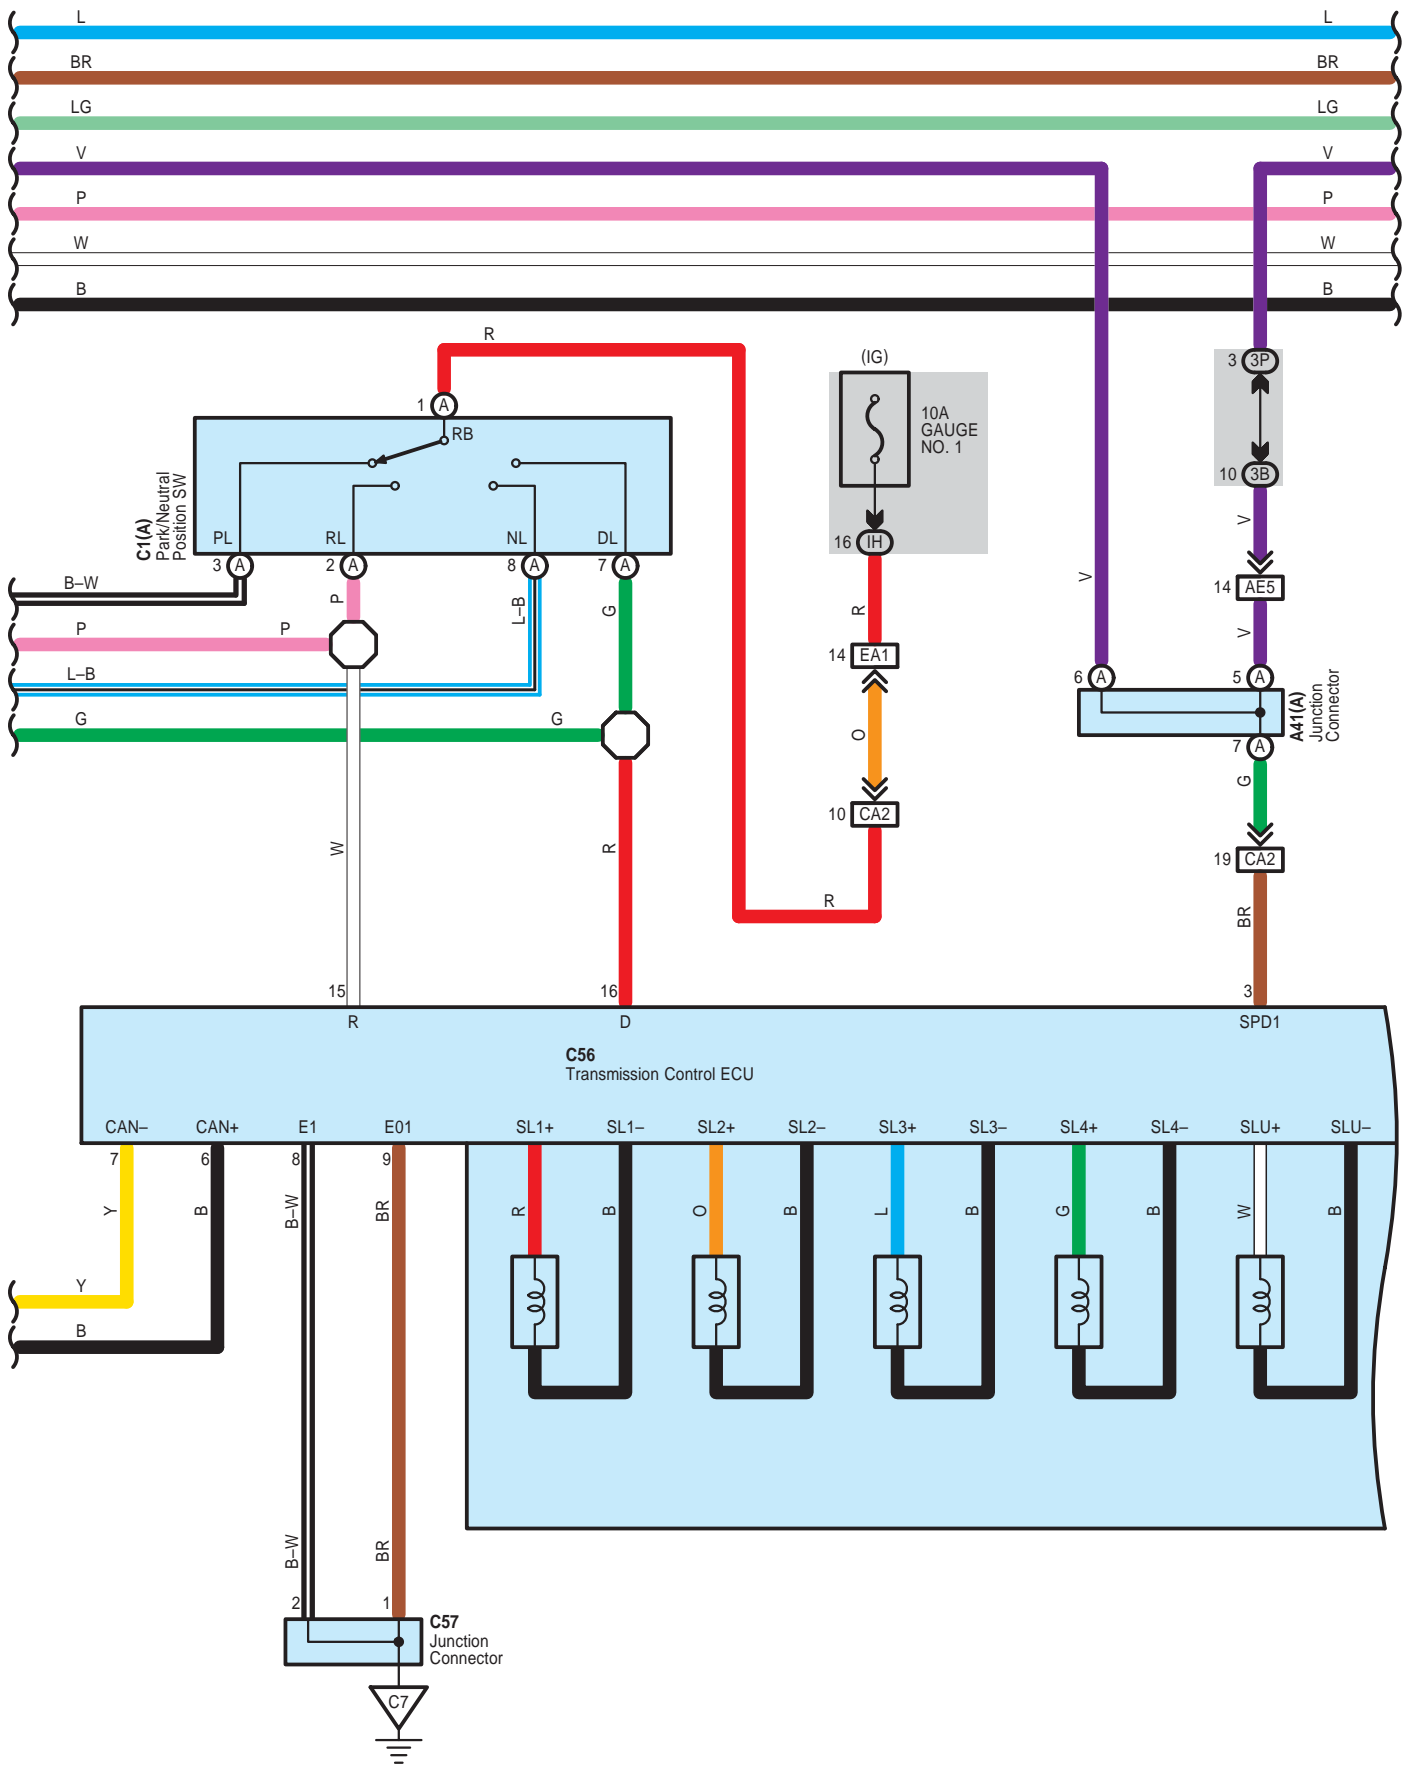 L L
BR BR
LG LG
V V
P P
W W
B B
R
(IG)
10A
GAUGE
NO. 1
16 IH
3 3P
10 3B
1 A
RB
C1(A)
Park/Neutral
Position SW
PL RL NL DL
3 A 2 A 8 A 7 A
B–W
P P
L–B
G G
P
L–B
G
W
R
R
14 EA1
O
10 CA2
R
V
V
14 AE5
V
6 A 5 A
A41(A)
Junction
Connector
7 A
G
19 CA2
BR
15 16 3
R D SPD1
C56
Transmission Control ECU
CAN– CAN+ E1 E01 SL1+ SL1– SL2+ SL2– SL3+ SL3– SL4+ SL4– SLU+ SLU–
7 6 8 9
Y B B–W BR R B O B L B G B W B
Y
B
B–W BR
2 1
C57
Junction
Connector
C7